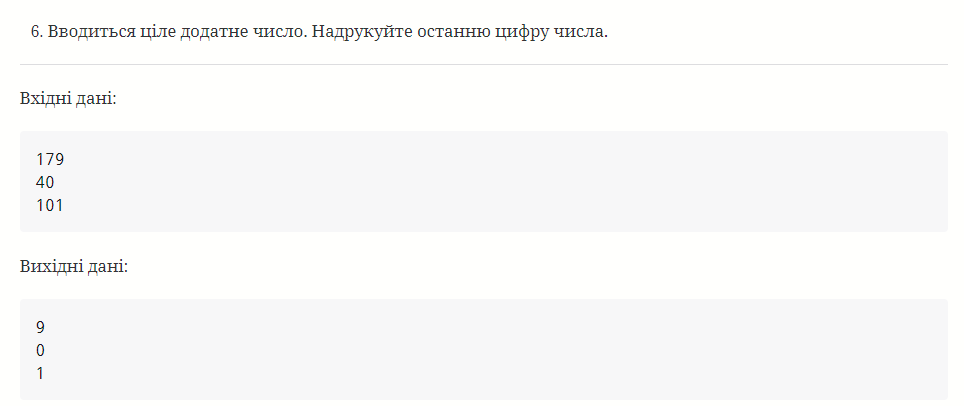 6. Вводиться ціле додатне число. Надрукуйте останню цифру числа.
Вхідні дані:
179
40
101
Вихідні дані:
9
0
1